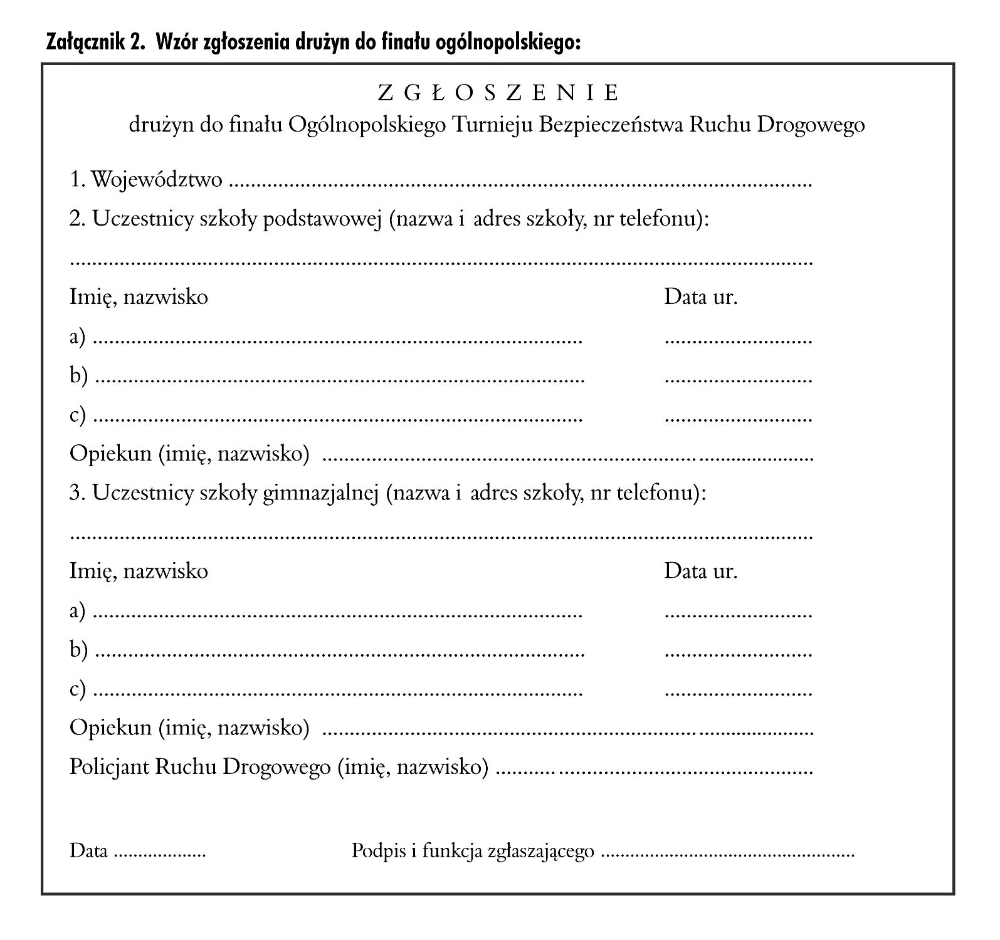 Załącznik 2. Wzór zgłoszenia drużyn do finału ogólnopolskiego:
Z G Ł O S Z E N I E
drużyn do finału Ogólnopolskiego Turnieju Bezpieczeństwa Ruchu Drogowego
1. Województwo ..........................................................................................................
2. Uczestnicy szkoły podstawowej (nazwa i adres szkoły, nr telefonu):
.......................................................................................................................................
Imię, nazwisko Data ur.
a) ......................................................................................... ...........................
b) ......................................................................................... ...........................
c) ......................................................................................... ...........................
Opiekun (imię, nazwisko) .........................................................................................
3. Uczestnicy szkoły gimnazjalnej (nazwa i adres szkoły, nr telefonu):
.......................................................................................................................................
Imię, nazwisko Data ur.
a) ......................................................................................... ...........................
b) ......................................................................................... ...........................
c) ......................................................................................... ...........................
Opiekun (imię, nazwisko) .........................................................................................
Policjant Ruchu Drogowego (imię, nazwisko) .........................................................
Data ................... Podpis i funkcja zgłaszającego ....................................................